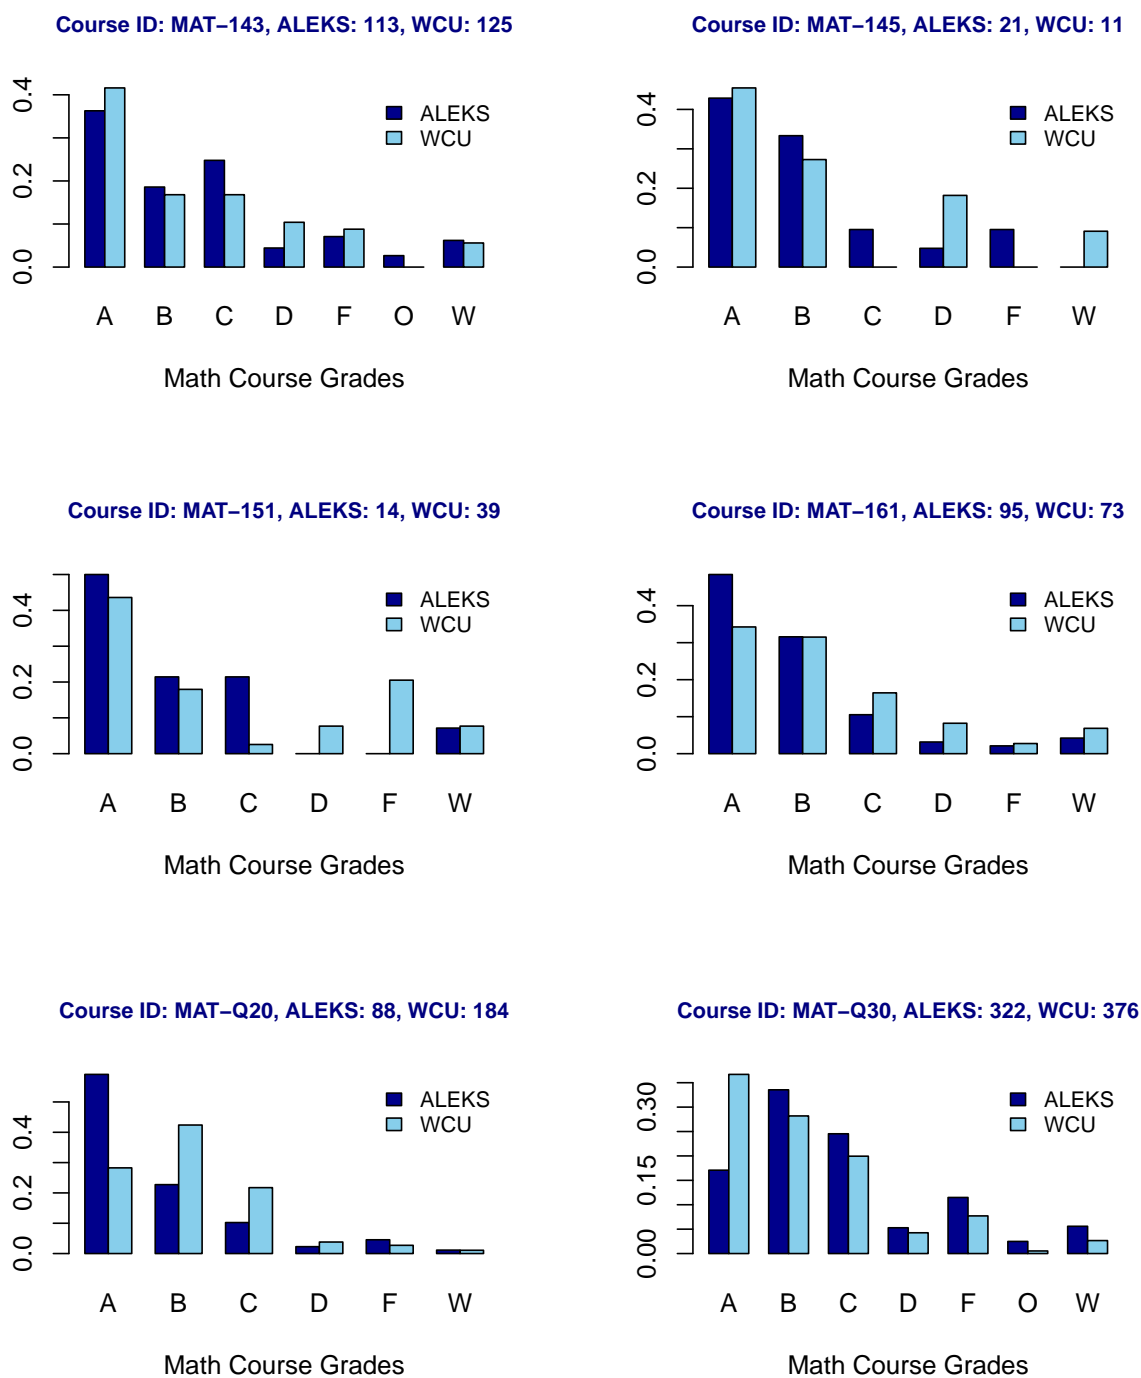 Course ID: MAT−143, ALEKS: 113, WCU: 125
0.4
0.2
0.0
ALEKS
WCU
A B C D F O W
Math Course Grades
Course ID: MAT−145, ALEKS: 21, WCU: 11
0.4
0.2
0.0
ALEKS
WCU
A B C D F W
Math Course Grades
Course ID: MAT−151, ALEKS: 14, WCU: 39
0.4
0.2
0.0
ALEKS
WCU
A B C D F W
Math Course Grades
Course ID: MAT−161, ALEKS: 95, WCU: 73
0.4
0.2
0.0
ALEKS
WCU
A B C D F W
Math Course Grades
Course ID: MAT−Q20, ALEKS: 88, WCU: 184
0.4
0.2
0.0
ALEKS
WCU
A B C D F W
Math Course Grades
Course ID: MAT−Q30, ALEKS: 322, WCU: 376
0.30
0.15
0.00
ALEKS
WCU
A B C D F O W
Math Course Grades